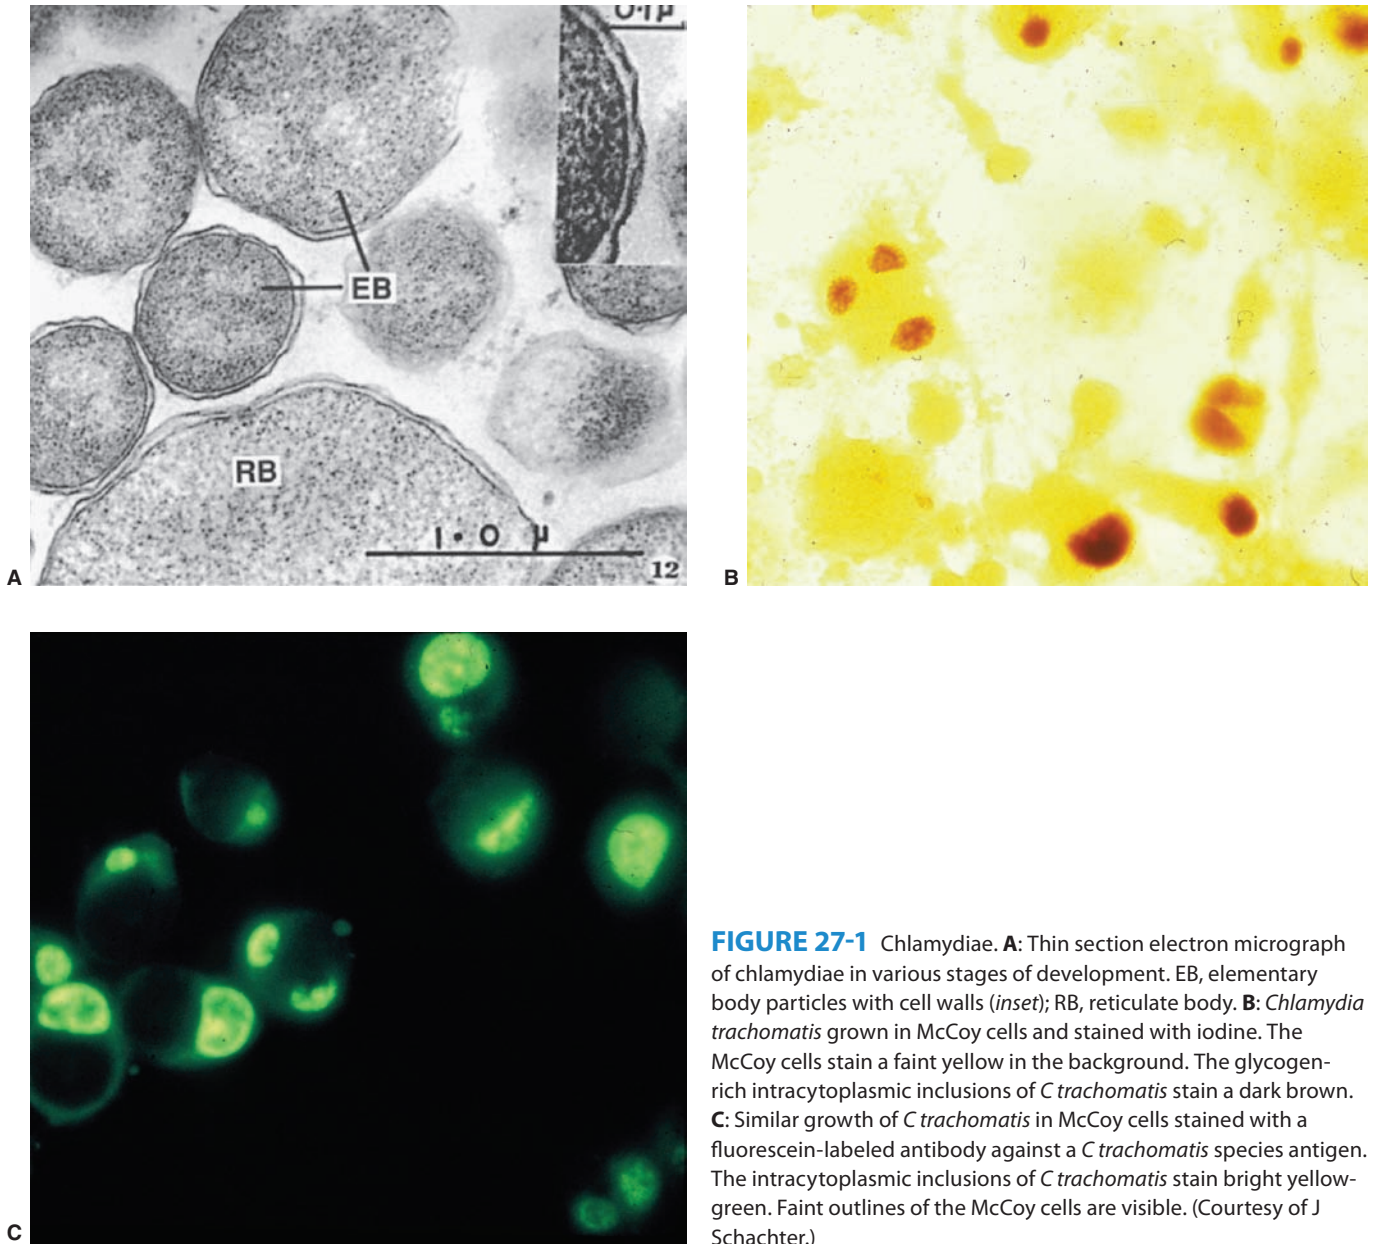 0.1µ
EB
RB
1.0 µ
12
A
B
C
FIGURE 27-1 Chlamydiae. A: Thin section electron micrograph
of chlamydiae in various stages of development. EB, elementary
body particles with cell walls (inset); RB, reticulate body. B: Chlamydia
trachomatis grown in McCoy cells and stained with iodine. The
McCoy cells stain a faint yellow in the background. The glycogen-
rich intracytoplasmic inclusions of C trachomatis stain a dark brown.
C: Similar growth of C trachomatis in McCoy cells stained with a
fluorescein-labeled antibody against a C trachomatis species antigen.
The intracytoplasmic inclusions of C trachomatis stain bright yellow-
green. Faint outlines of the McCoy cells are visible. (Courtesy of J
Schachter.)